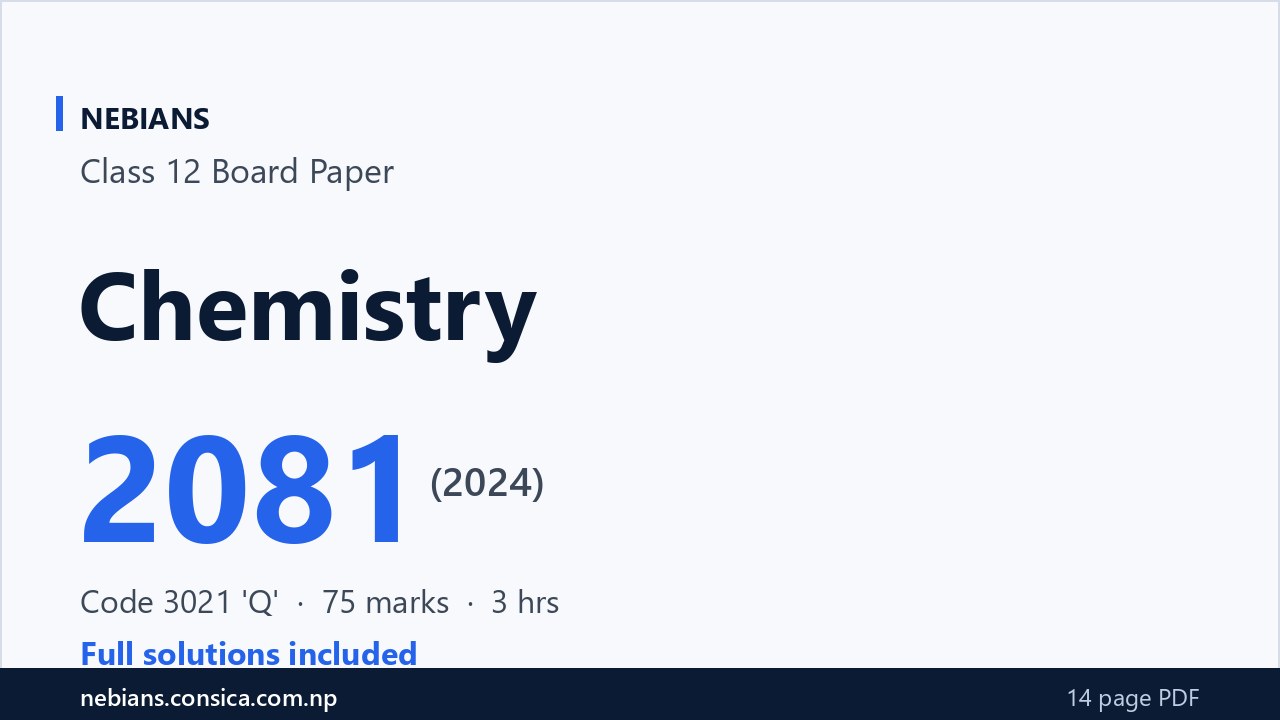 NEBIANS
Class 12 Board Paper
Chemistry
2081 (2024)
Code 3021 'Q' · 75 marks · 3 hrs
Full solutions included
nebians.consica.com.np
14 page PDF